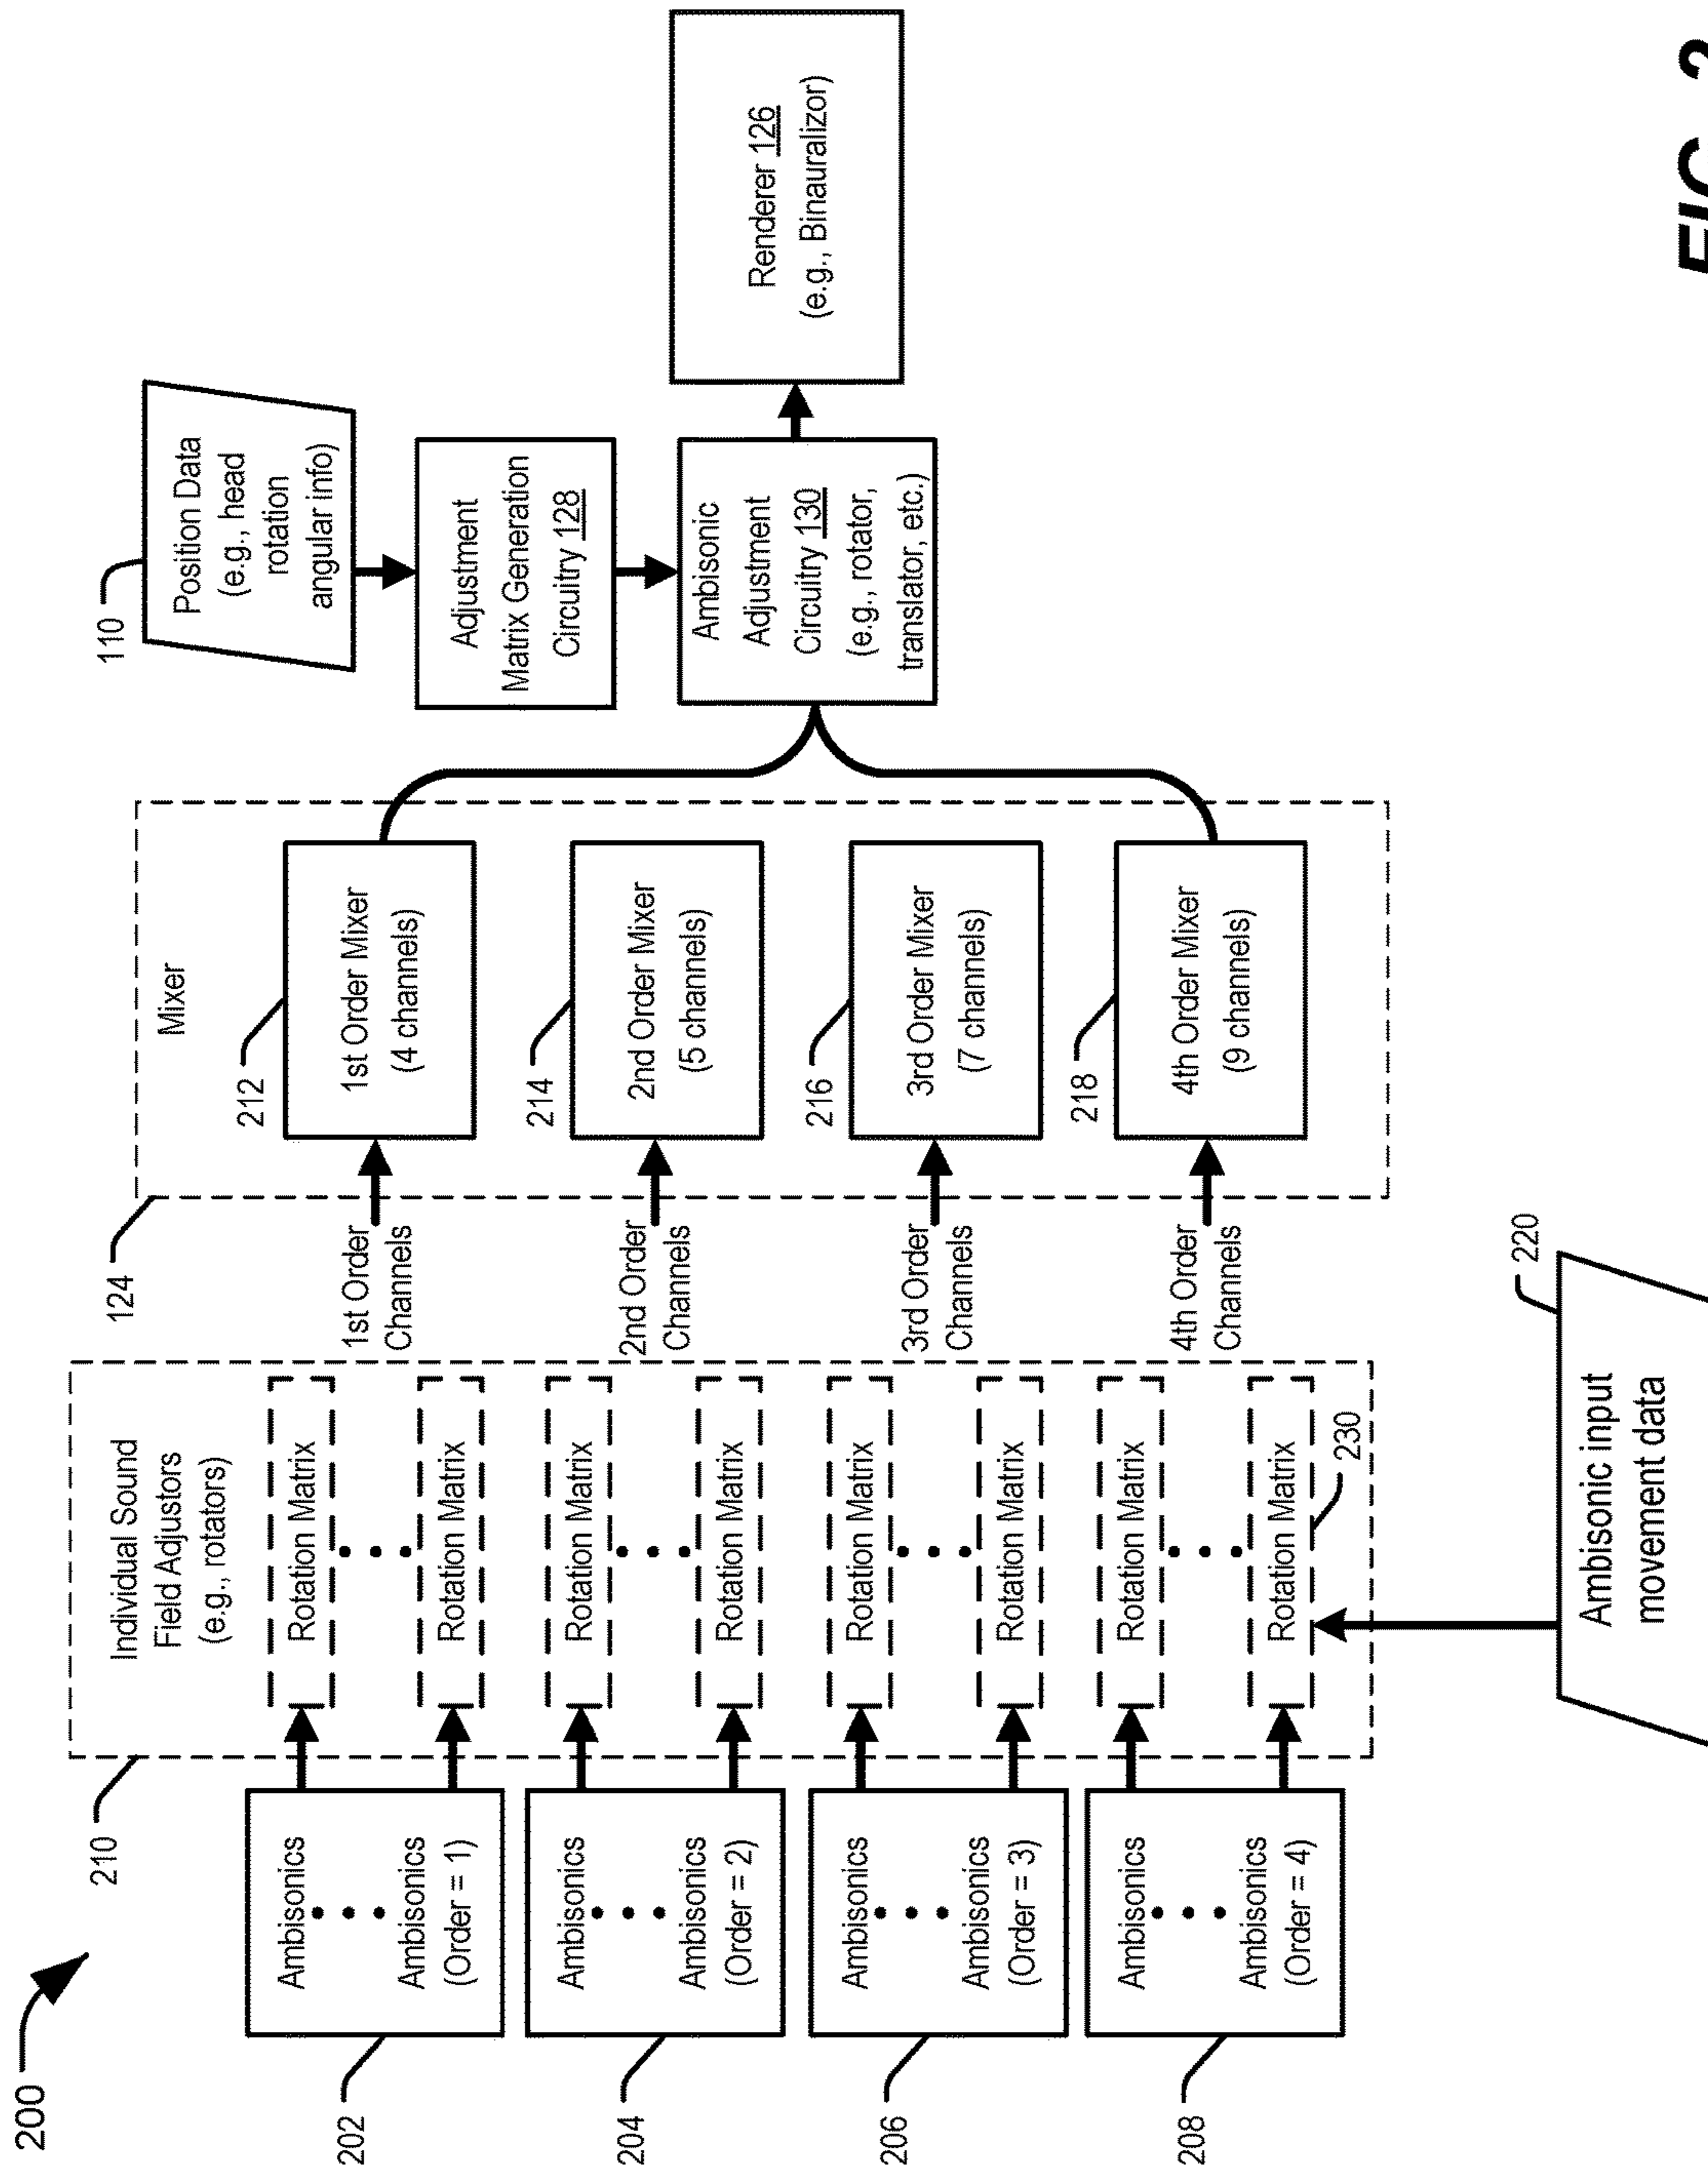 200
202
Ambisonics
Ambisonics
(Order = 1)
204
Ambisonics
Ambisonics
(Order = 2)
206
Ambisonics
Ambisonics
(Order = 3)
208
Ambisonics
Ambisonics
(Order = 4)
210
Individual Sound
Field Adjustors
(e.g., rotators)
Rotation Matrix
Rotation Matrix
Rotation Matrix
Rotation Matrix
Rotation Matrix
Rotation Matrix
Rotation Matrix
Rotation Matrix
230
Ambisonic input
movement data
220
1st Order
Channels
2nd Order
Channels
3rd Order
Channels
4th Order
Channels
124
Mixer
212
1st Order Mixer
(4 channels)
214
2nd Order Mixer
(5 channels)
216
3rd Order Mixer
(7 channels)
218
4th Order Mixer
(9 channels)
110
Position Data
(e.g., head
rotation
angular info)
Adjustment
Matrix Generation
Circuitry 128
Ambisonic
Adjustment
Circuitry 130
(e.g., rotator,
translator, etc.)
Renderer 126
(e.g., Binauralizor)
FIG. 2